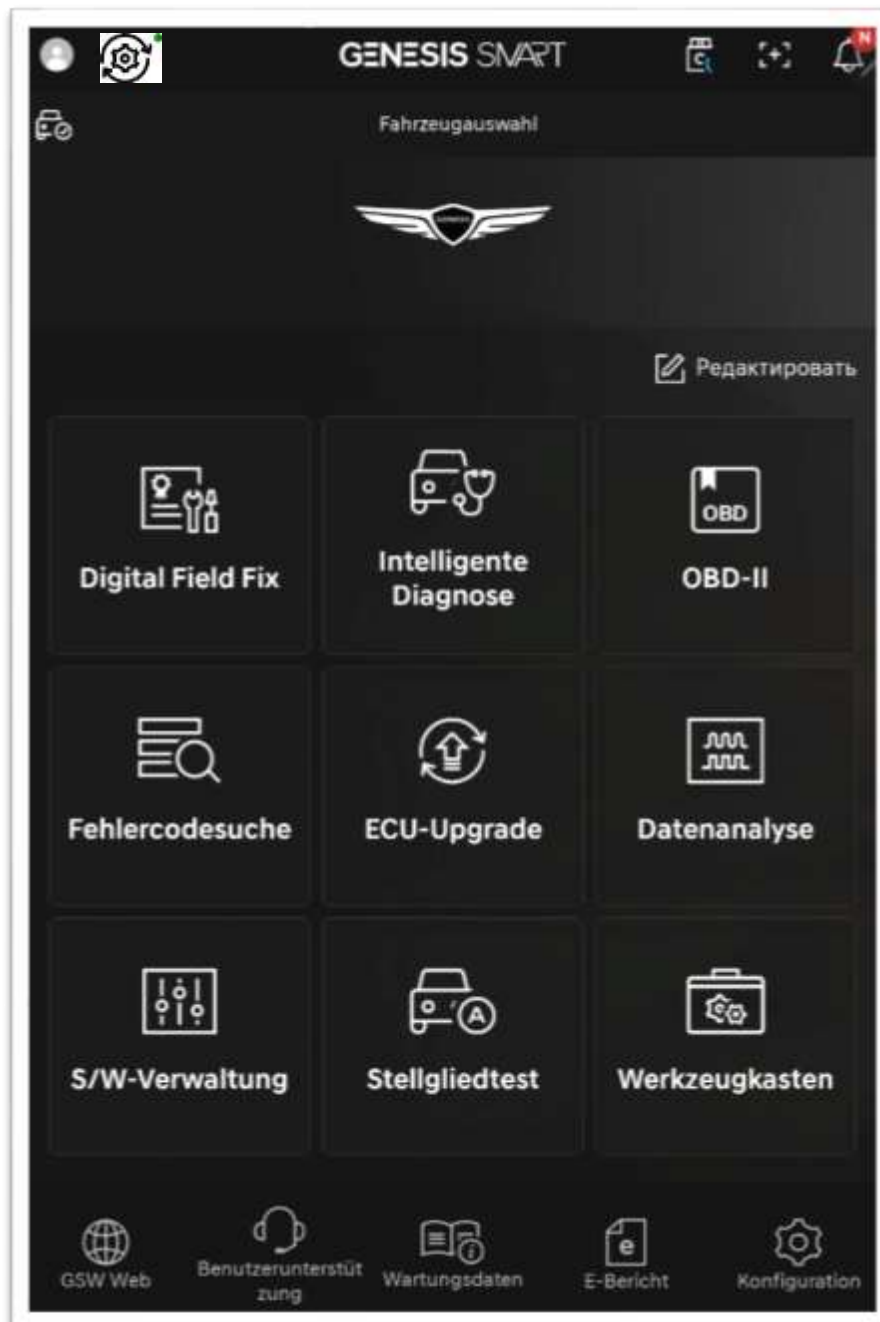 GENESIS SMART
N
Fahrzeugauswahl
GENESIS
Редактировать
Digital Field Fix
Intelligente
Diagnose
OBD
OBD-II
Fehlercodesuche
ECU-Upgrade
Datenanalyse
S/W-Verwaltung
A
Stellgliedtest
Werkzeugkasten
GSW Web
Benutzerunterstüt
zung
Wartungsdaten
e
E-Bericht
Konfiguration